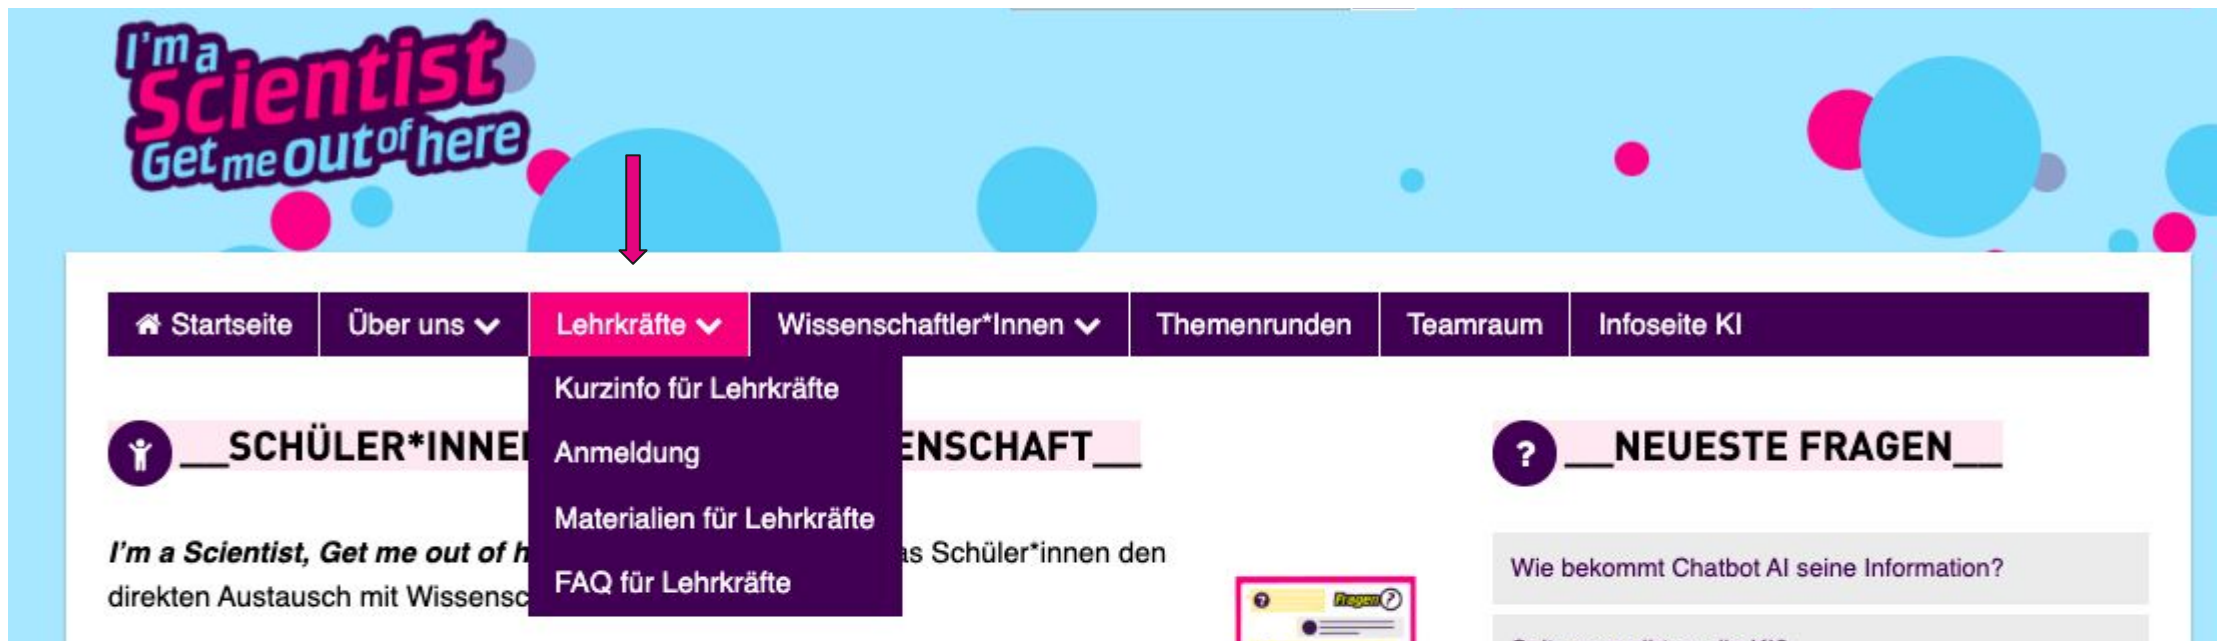 I'm a
Scientist
Get me out of here
Startseite
Über uns
Lehrkräfte
Wissenschaftler*Innen
Themenrunden
Teamraum
Infoseite KI
Kurzinfo für Lehrkräfte
Anmeldung
Materialien für Lehrkräfte
FAQ für Lehrkräfte
__SCHÜLER*INNE ENSCHAFT__
I'm a Scientist, Get me out of h as Schüler*innen den
direkten Austausch mit Wissensc
Fragen?
? __NEUESTE FRAGEN__
Wie bekommt Chatbot AI seine Information?